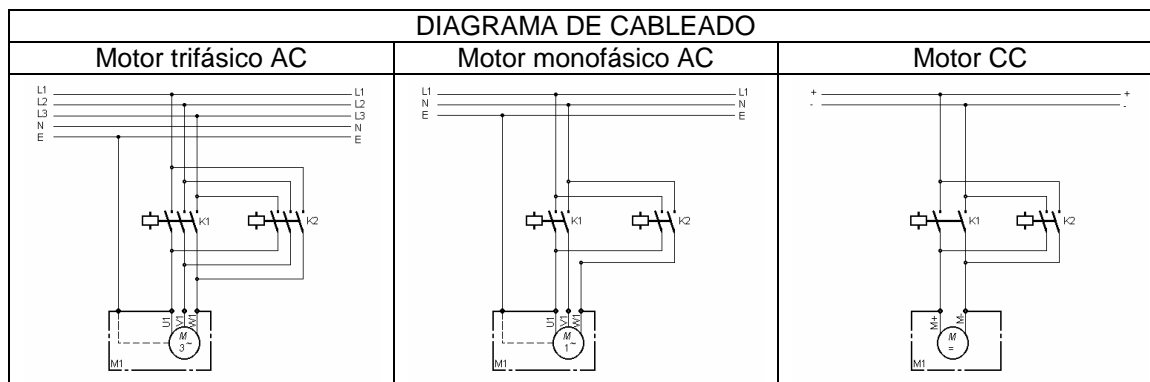 DIAGRAMA DE CABLEADO
Motor trifásico AC
Motor monofásico AC
Motor CC
L1 L1
L2 L2
L3 L3
N N
E E
K1 K2
U1 V1 W1
M
3~
M1
L1 L1
N N
E E
K1 K2
U1 V1 W1
M
1~
M1
+ +
- -
K1 K2
M+ M-
M
=
M1